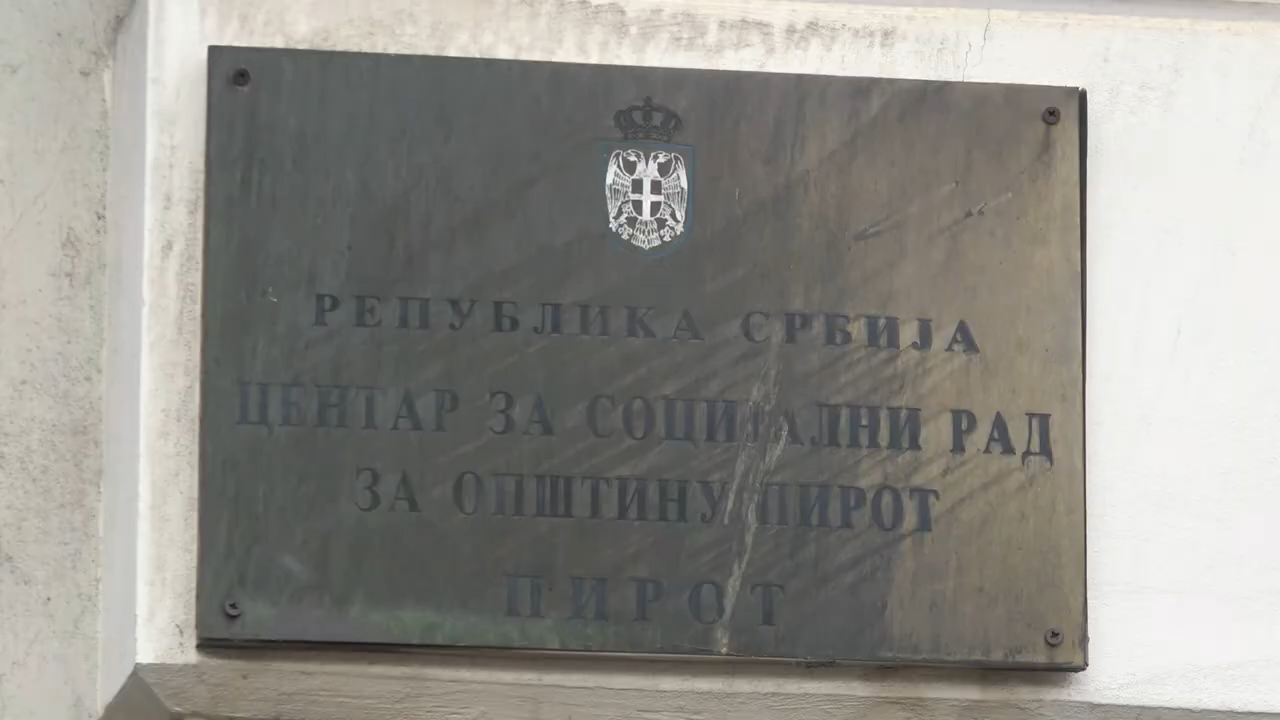 РЕПУБЛИКА СРБИЈА
ЦЕНТАР ЗА СОЦИЈАЛНИ РАД
ЗА ОПШТИНУ ПИРОТ
ПИРОТ